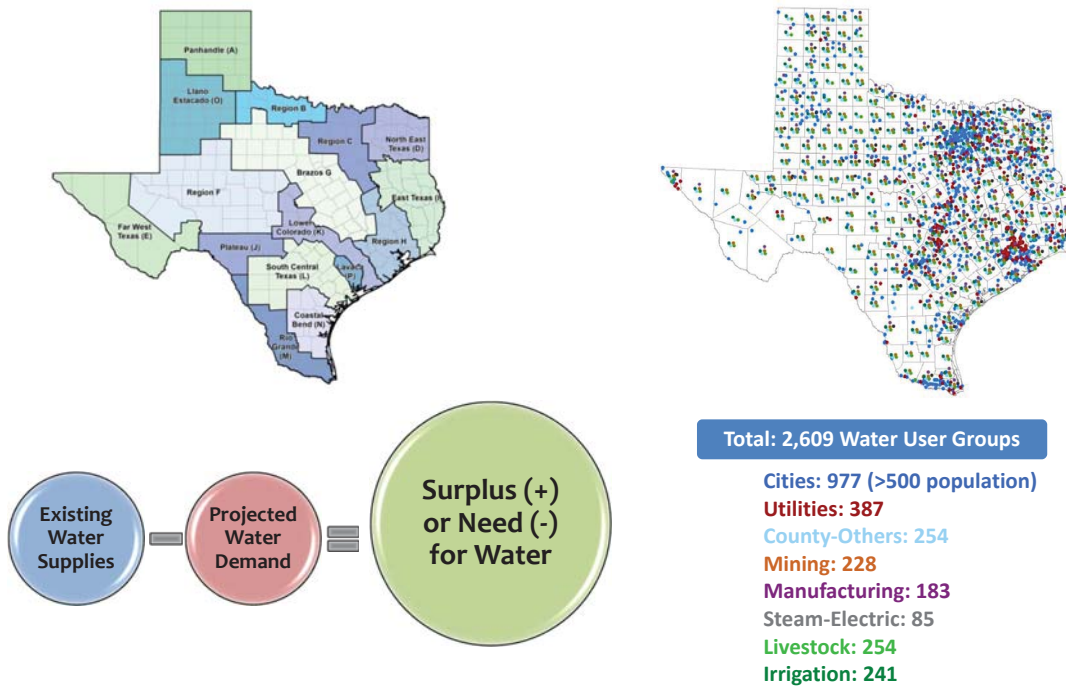 Panhandle (A)
Llano
Estacado (O)
Region B
Region C
North East
Texas (D)
Brazos G
Region F
East Texas (I
Far West
Texas (E)
Lower
Colorado (K)
Region H
Plateau (J)
South Central
Texas (L)
Lavaca
(P)
Coastal
Bend (N)
Rio
Grande
(M)
Existing
Water
Supplies
Projected
Water
Demand
Surplus (+)
or Need (-)
for Water
Total: 2,609 Water User Groups
Cities: 977 (>500 population)
Utilities: 387
County-Others: 254
Mining: 228
Manufacturing: 183
Steam-Electric: 85
Livestock: 254
Irrigation: 241